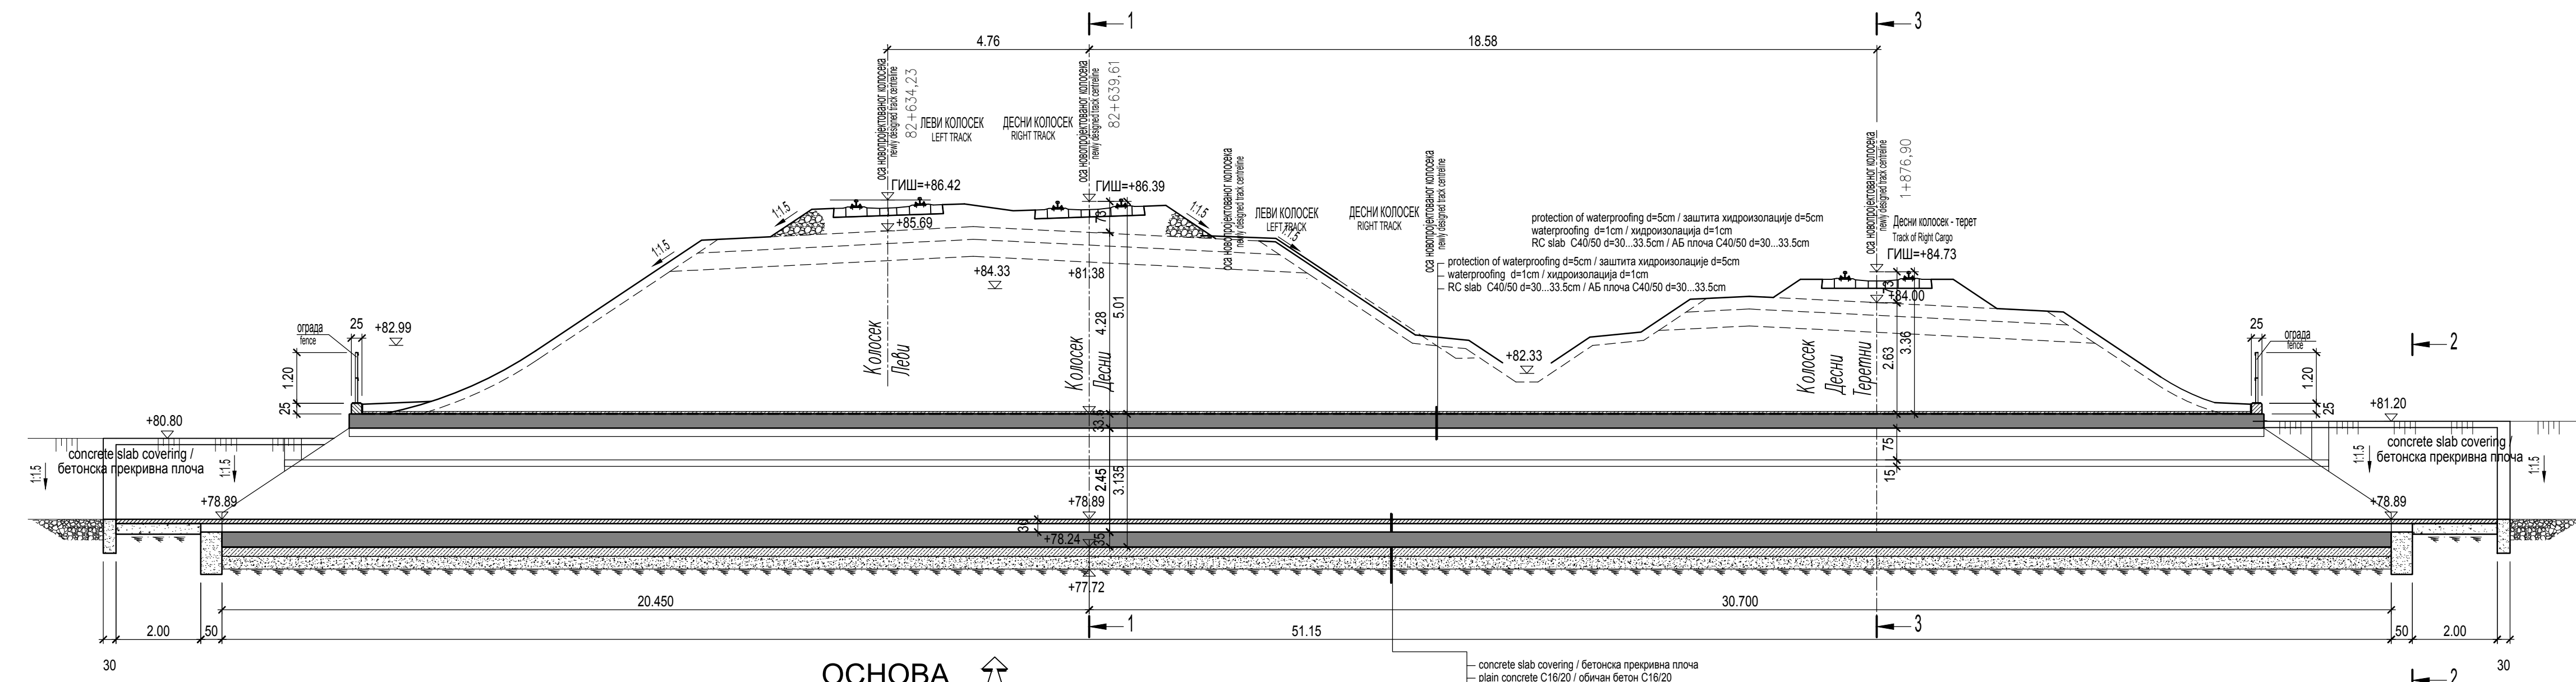 1
3
4.76
18.58
оса новопројектованог колосека
newly designed track centreline
82+634,23
ЛЕВИ КОЛОСЕК
LEFT TRACK
ДЕСНИ КОЛОСЕК
RIGHT TRACK
оса новопројектованог колосека
newly designed track centreline
82+639,61
ГИШ=+86.42
ГИШ=+86.39
+85.69
73
1:1.5
1:1.5
1:1.5
1:1.5
+84.33
+81.38
4.28
5.01
Колосек
Леви
Колосек
Десни
оса новопројектованог колосека
newly designed track centreline
ЛЕВИ КОЛОСЕК
LEFT TRACK
ДЕСНИ КОЛОСЕК
RIGHT TRACK
оса новопројектованог колосека
newly designed track centreline
protection of waterproofing d=5cm / заштита хидроизолације d=5cm
waterproofing d=1cm / хидроизолација d=1cm
RC slab C40/50 d=30...33.5cm / АБ плоча C40/50 d=30...33.5cm
protection of waterproofing d=5cm / заштита хидроизолације d=5cm
waterproofing d=1cm / хидроизолација d=1cm
RC slab C40/50 d=30...33.5cm / АБ плоча C40/50 d=30...33.5cm
оса новопројектованог колосека
newly designed track centreline
1+876,90
Десни колосек - терет
Track of Right Cargo
ГИШ=+84.73
73
+84.00
2.63
3.36
Колосек
Десни
Теретни
+82.33
ограда
fence
25
+82.99
1.20
25
25
ограда
fence
1.20
25
2
+80.80
concrete slab covering /
бетонска прекривна плоча
1:1.5
1:1.5
+81.20
concrete slab covering /
бетонска прекривна плоча
1:1.5
1:1.5
33.5
2.45
3.135
75
15
+78.89
+78.89
+78.89
30
+78.24
35
+77.72
20.450
30.700
1
3
2.00
50
51.15
50
2.00
30
30
ОСНОВА
concrete slab covering / бетонска прекривна плоча
plain concrete C16/20 / обичан бетон C16/20
2